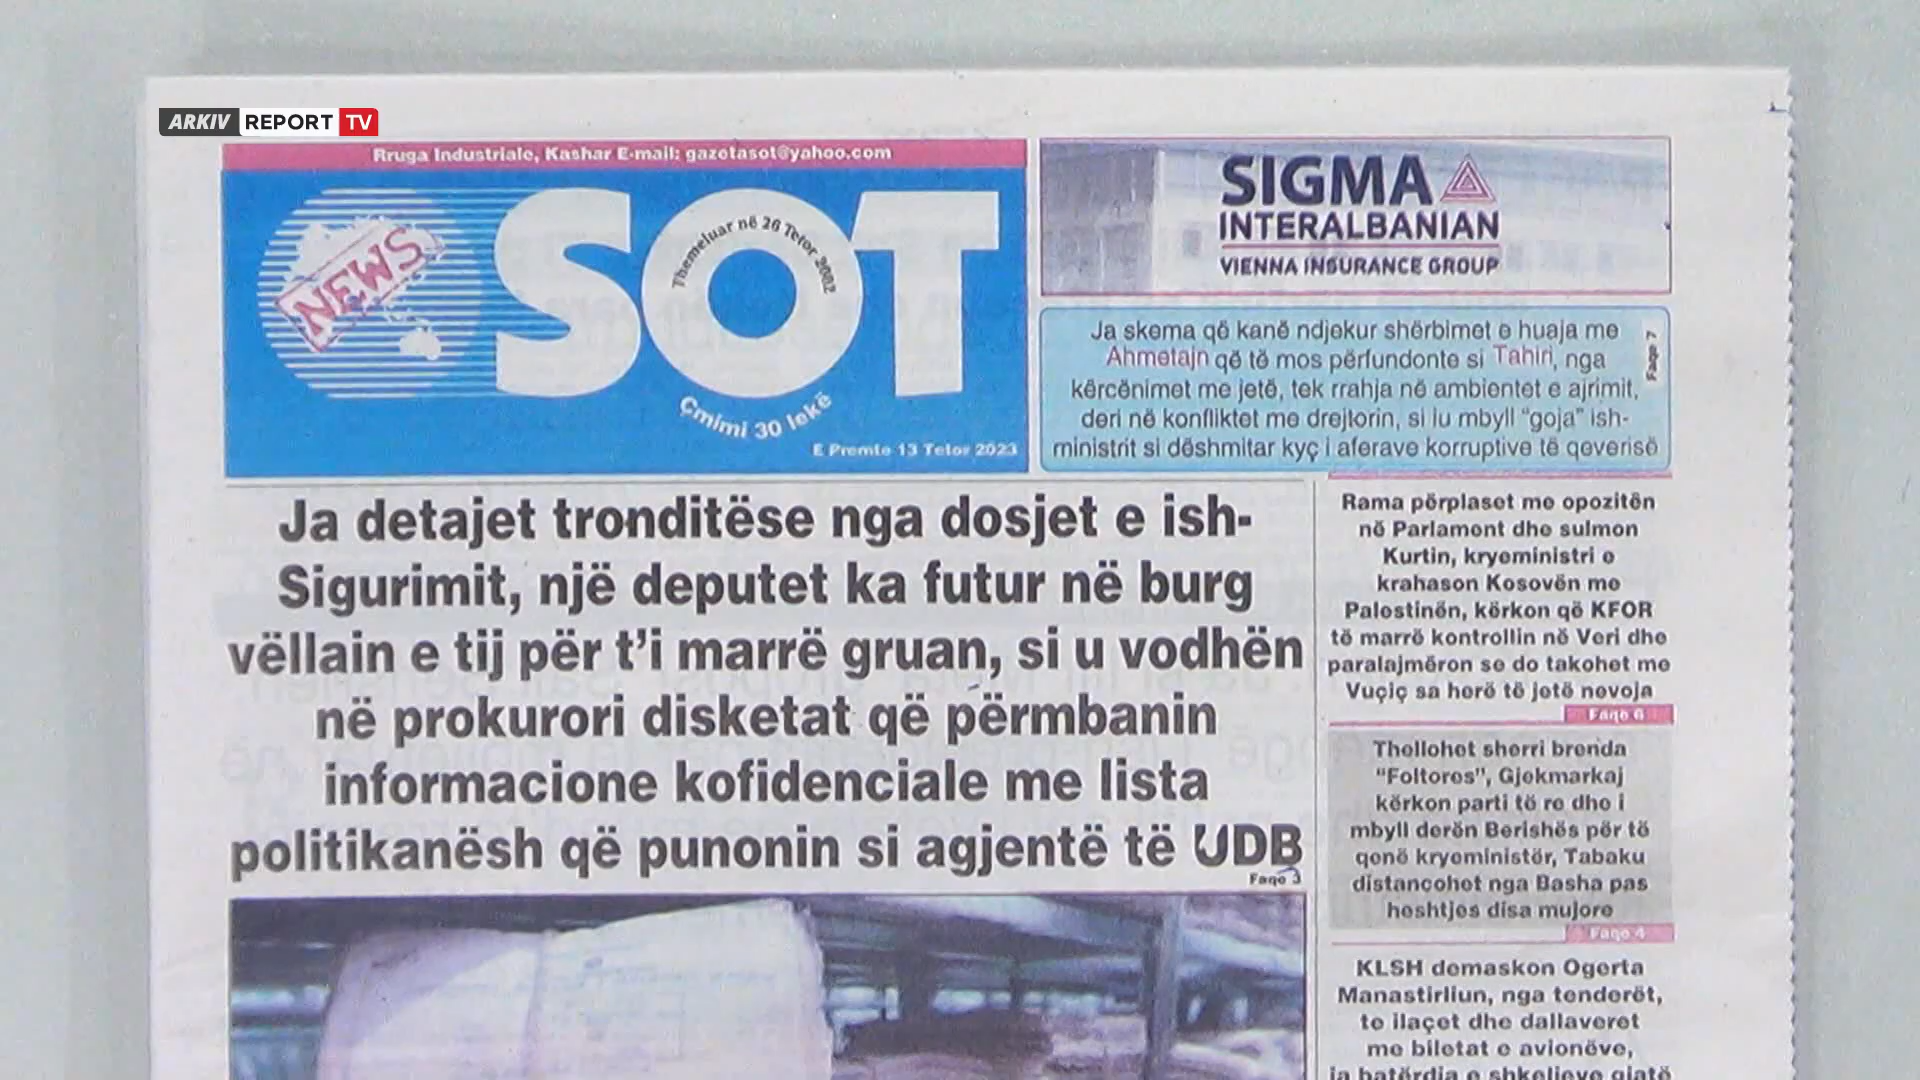 ARKIV REPORT TV
Rruga Industriale, Kashar E-mail: gazetasot@yahoo.com
NEWS
SOT
Themeluar në 26 Tetor 2002
Çmimi 30 lekë
E Premte 13 Tetor 2023
SIGMA
INTERALBANIAN
VIENNA INSURANCE GROUP
Ja skema që kanë ndjekur shërbimet e huaja me
Ahmetajn që të mos përfundonte si Tahiri, nga
kërcënimet me jetë, tek rrahja në ambientet e ajrimit,
deri në konfliktet me drejtorin, si iu mbyll “goja” ish-
ministrit si dëshmitar kyç i aferave korruptive të qeverisë
Faqe 7
Ja detajet tronditëse nga dosjet e ish-
Sigurimit, një deputet ka futur në burg
vëllain e tij për t’i marrë gruan, si u vodhën
në prokurori disketat që përmbanin
informacione kofidenciale me lista
politikanësh që punonin si agjentë të UDB
Faqe 3
Rama përplaset me opozitën
në Parlament dhe sulmon
Kurtin, kryeministri e
krahason Kosovën me
Palestinën, kërkon që KFOR
të marrë kontrollin në Veri dhe
paralajmëron se do takohet me
Vuçiç sa herë të jetë nevoja
Faqe 6
Thellohet sherri brenda
“Foltores”, Gjekmarkaj
kërkon parti të re dhe i
mbyll derën Berishës për të
qenë kryeministër, Tabaku
distancohet nga Basha pas
heshtjes disa mujore
Faqe 4
KLSH demaskon Ogerta
Manastirliun, nga tenderët,
te ilaçet dhe dallaveret
me biletat e avionëve,
ja batërdia e shkeljeve gjatë